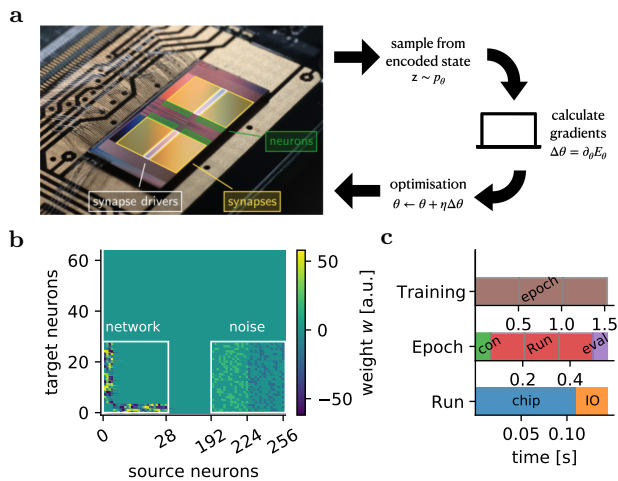 a
sample from
encoded state
z ∼ pθ
calculate
gradients
Δθ = ∂θEθ
optimisation
θ ← θ + ηΔθ
neurons
synapse drivers
synapses
b
target neurons
60
40
20
0
network
noise
0
28
192
224
256
source neurons
50
0
−50
weight w [a.u.]
c
Training
epoch
0.5
1.0
1.5
Epoch
con
Run
eval
0.2
0.4
Run
chip
IO
0.05
0.10
time [s]